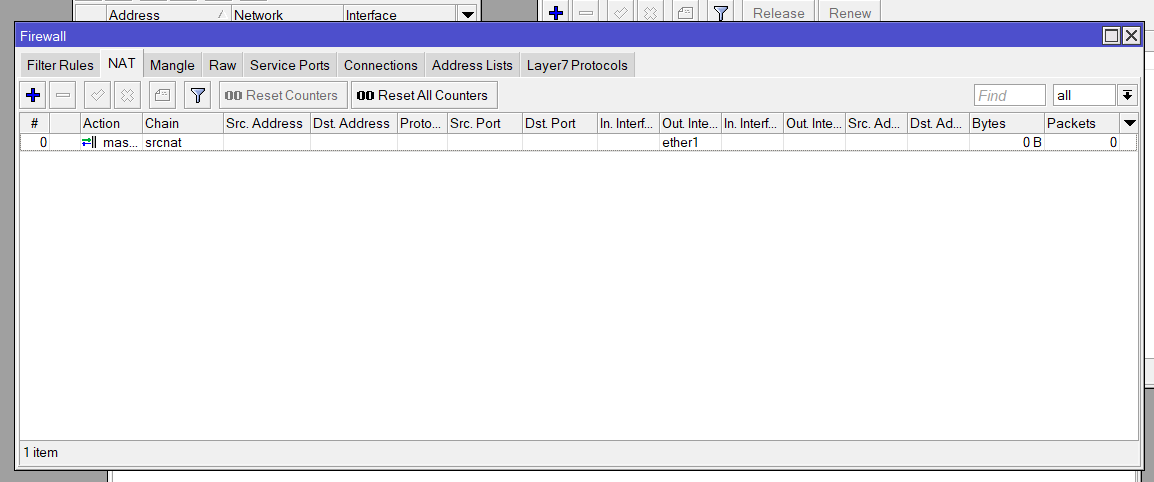 Address / Network Interface
Release Renew
Firewall
Filter Rules NAT Mangle Raw Service Ports Connections Address Lists Layer7 Protocols
00 Reset Counters 00 Reset All Counters Find all
# Action Chain Src. Address Dst. Address Proto... Src. Port Dst. Port In. Interf... Out. Inte... In. Interf... Out. Inte... Src. Ad... Dst. Ad... Bytes Packets
0 mas... srcnat ether1 0 B 0
1 item